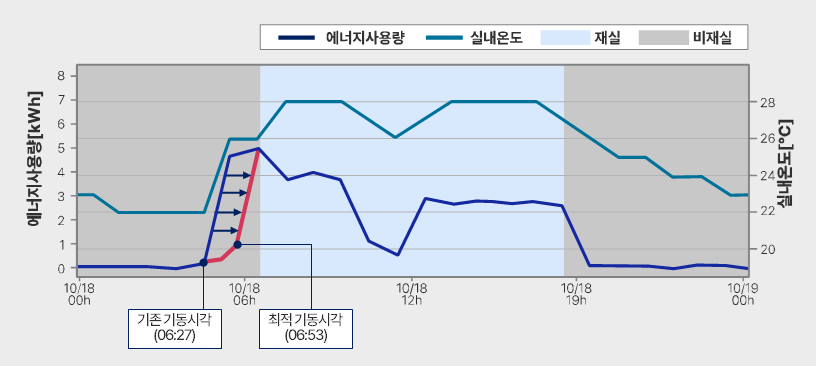 에너지사용량 실내온도 재실 비재실
에너지사용량[kWh]
8
7
6
5
4
3
2
1
0
28
26
24
22
20
실내온도[°C]
10/18 10/18 10/18 10/18 10/19
00h 06h 12h 19h 00h
기존 기동시각
(06:27)
최적 기동시각
(06:53)